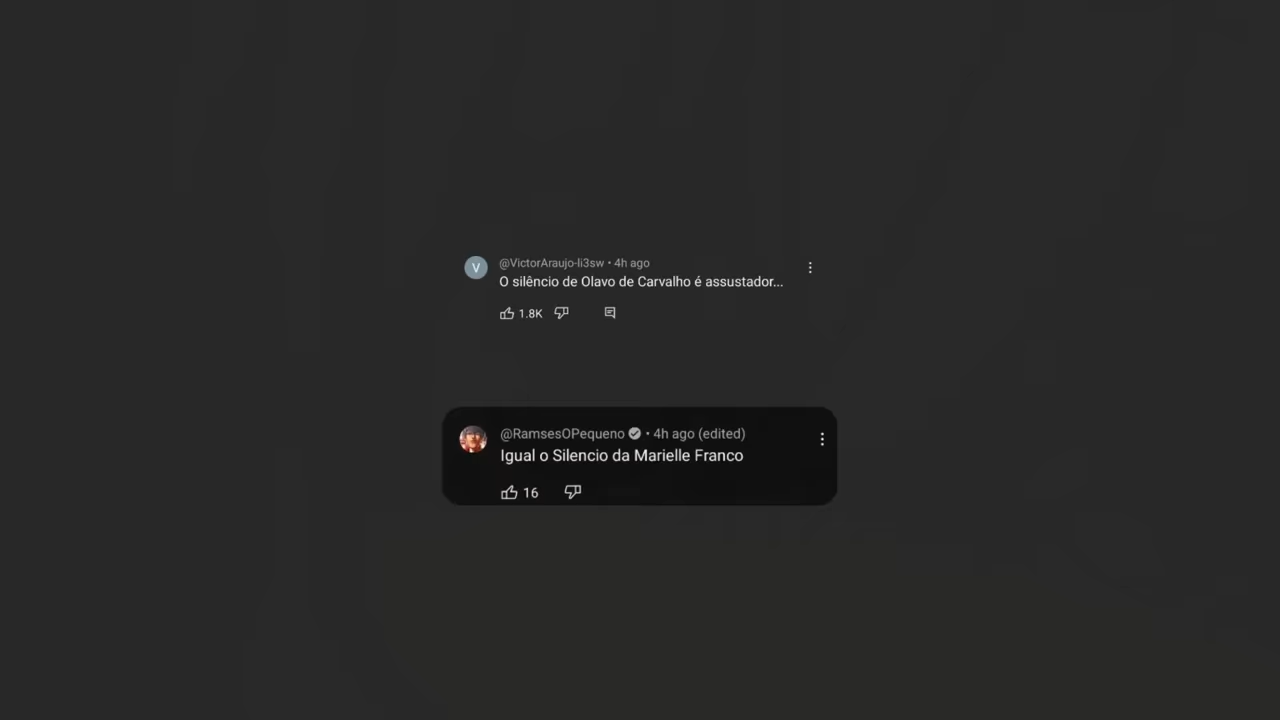 V
@VictorAraujo-li3sw • 4h ago
O silêncio de Olavo de Carvalho é assustador...
1.8K
@RamsesOPequeno • 4h ago (edited)
Igual o Silencio da Marielle Franco
16